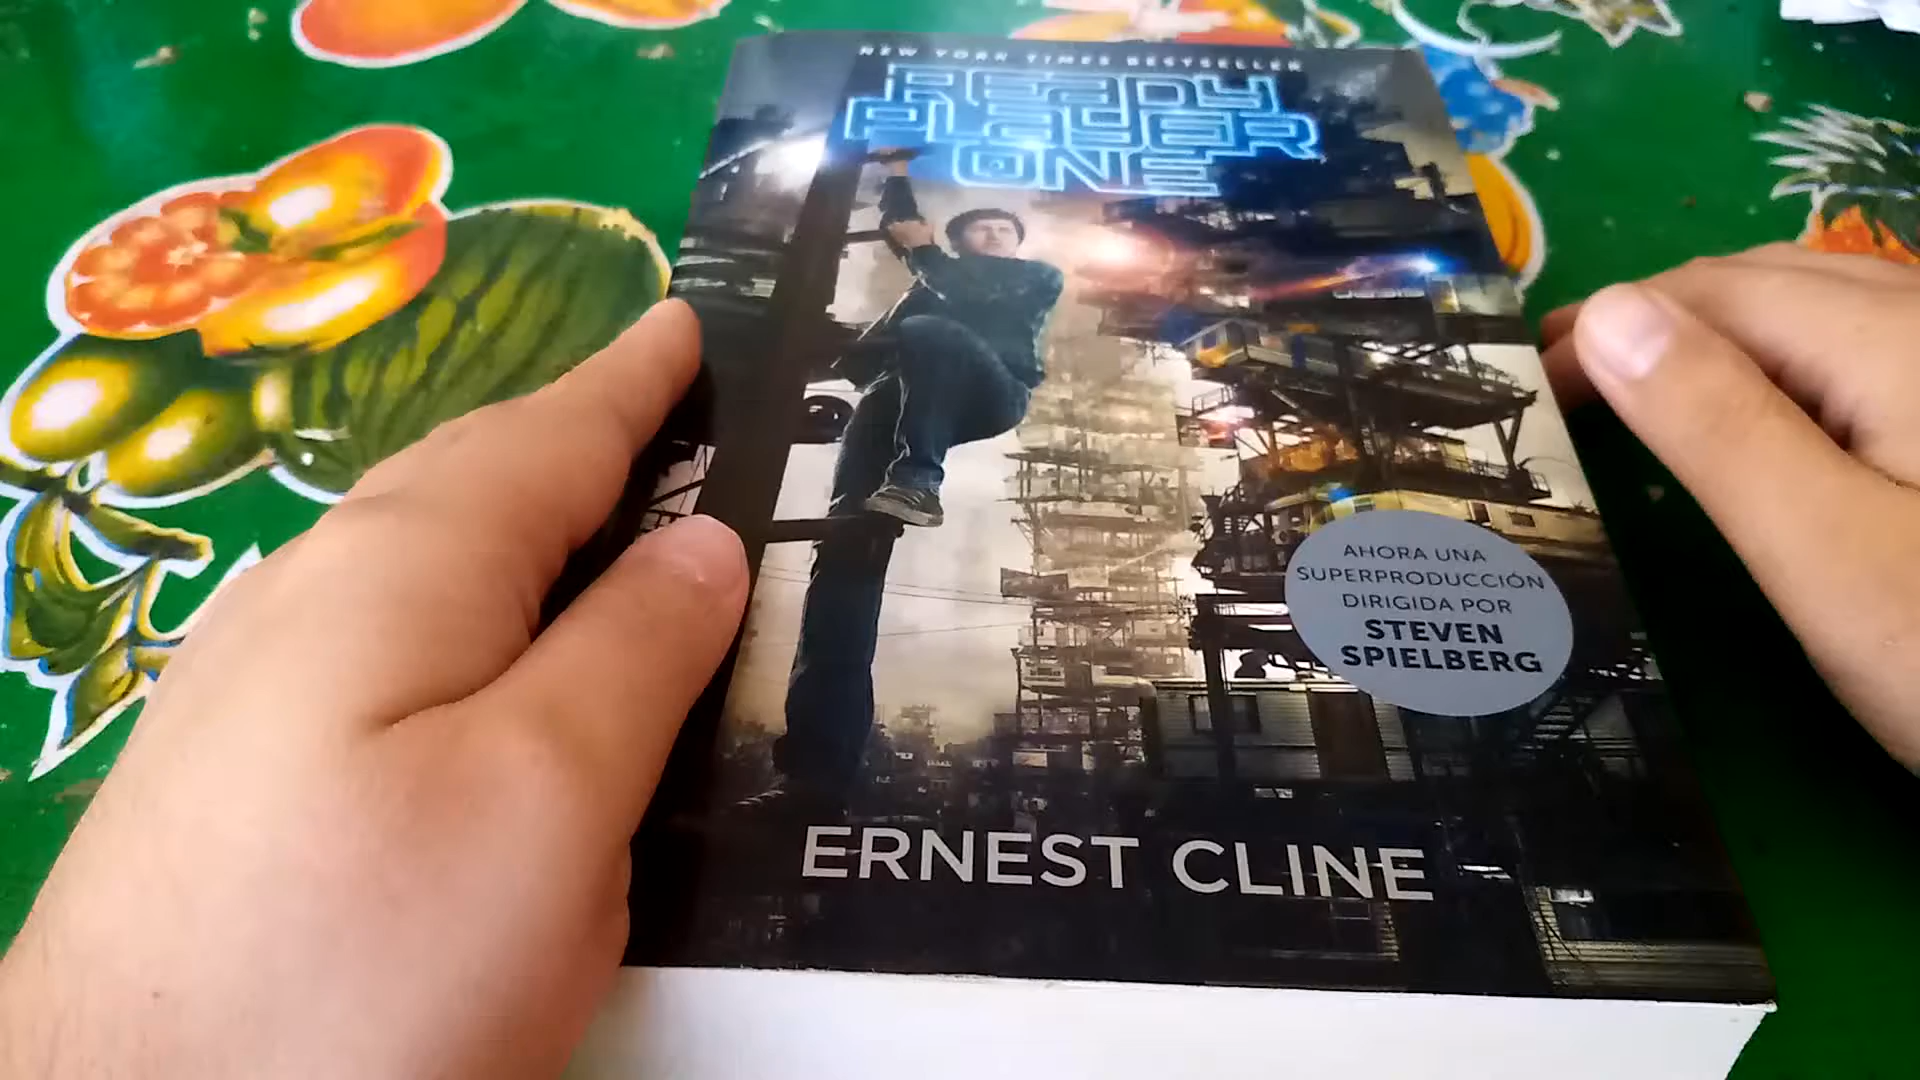 NEW YORK TIMES BESTSELLER
READY
PLAYER
ONE
AHORA UNA
SUPERPRODUCCIÓN
DIRIGIDA POR
STEVEN
SPIELBERG
ERNEST CLINE